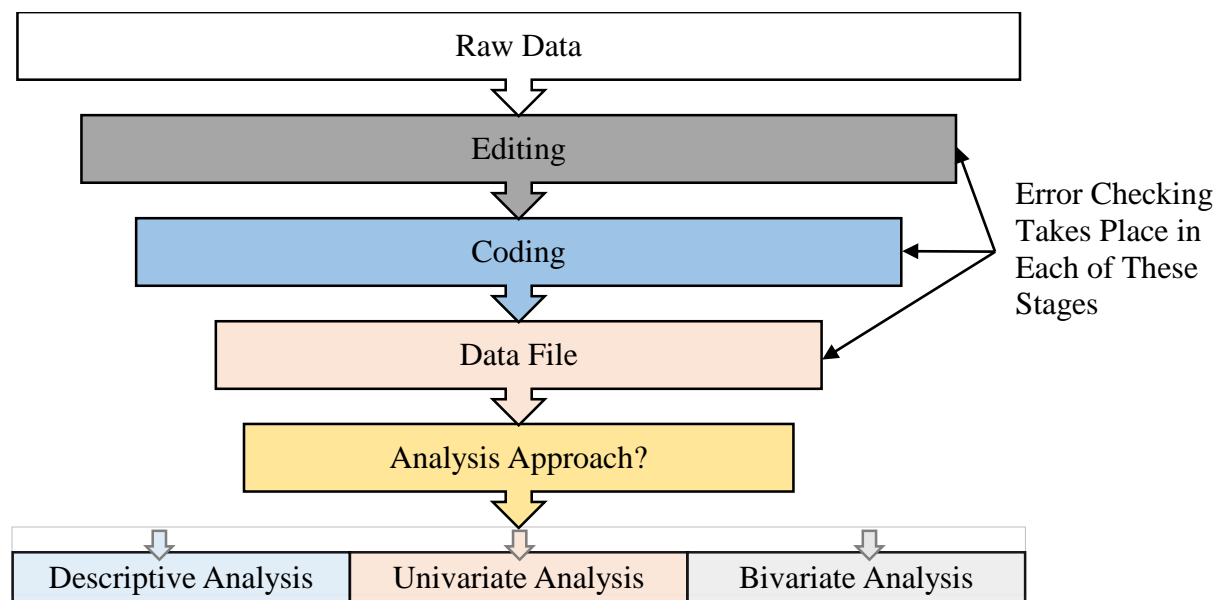 Raw Data
Editing
Coding
Data File
Analysis Approach?
Error Checking
Takes Place in
Each of These
Stages
Descriptive Analysis
Univariate Analysis
Bivariate Analysis